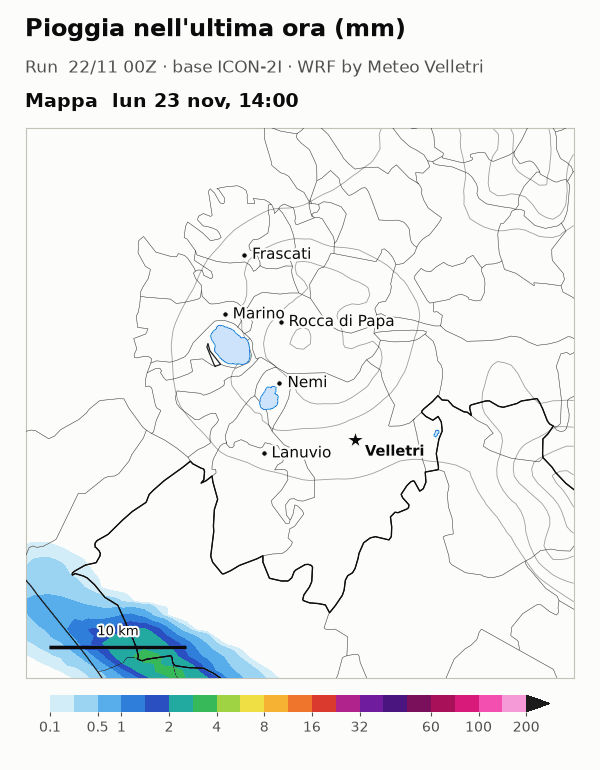 Pioggia nell'ultima ora (mm)
Run  22/11 00Z · base ICON-2I · WRF by Meteo Velletri
Mappa  lun 23 nov, 14:00
Frascati
Marino
Rocca di Papa
Nemi
Velletri
Lanuvio
10 km
0.1 0.5 1 2 4 8 16 32 60 100 200